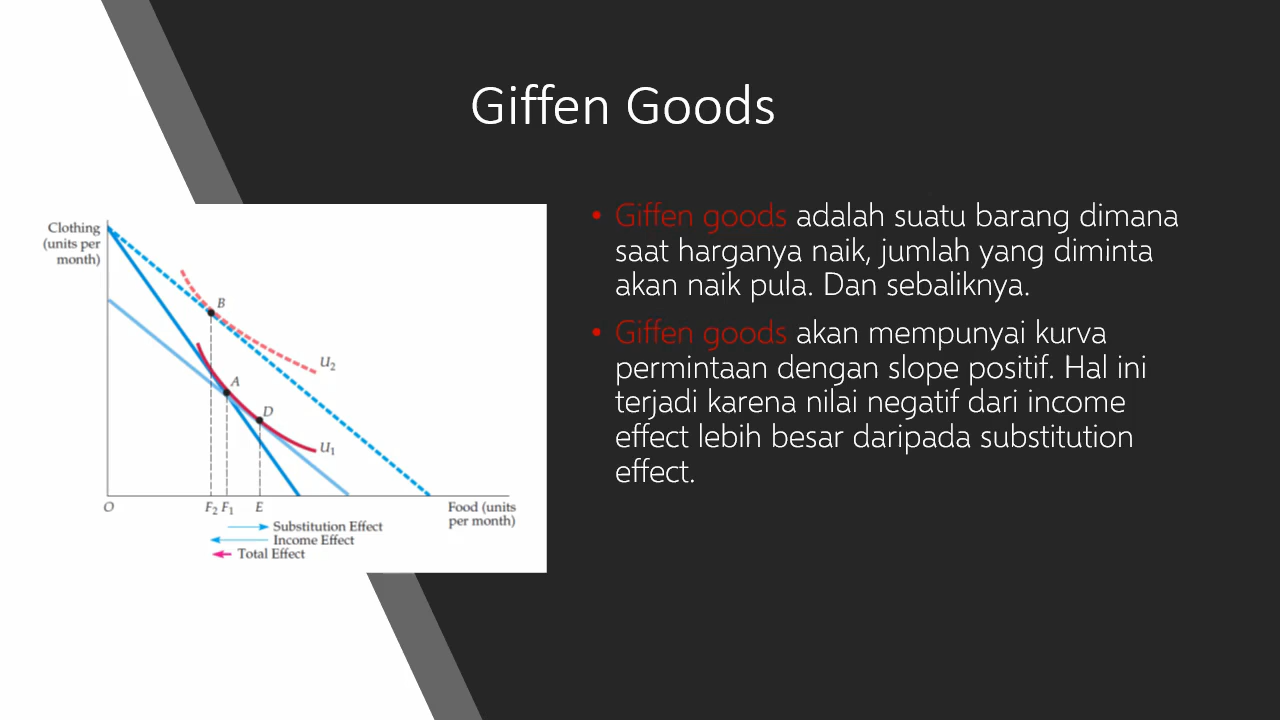 Giffen Goods
Clothing
(units per
month)
B
U2
A
D
U1
O
F2 F1 E
Food (units
per month)
Substitution Effect
Income Effect
Total Effect
• Giffen goods adalah suatu barang dimana
saat harganya naik, jumlah yang diminta
akan naik pula. Dan sebaliknya.
• Giffen goods akan mempunyai kurva
permintaan dengan slope positif. Hal ini
terjadi karena nilai negatif dari income
effect lebih besar daripada substitution
effect.